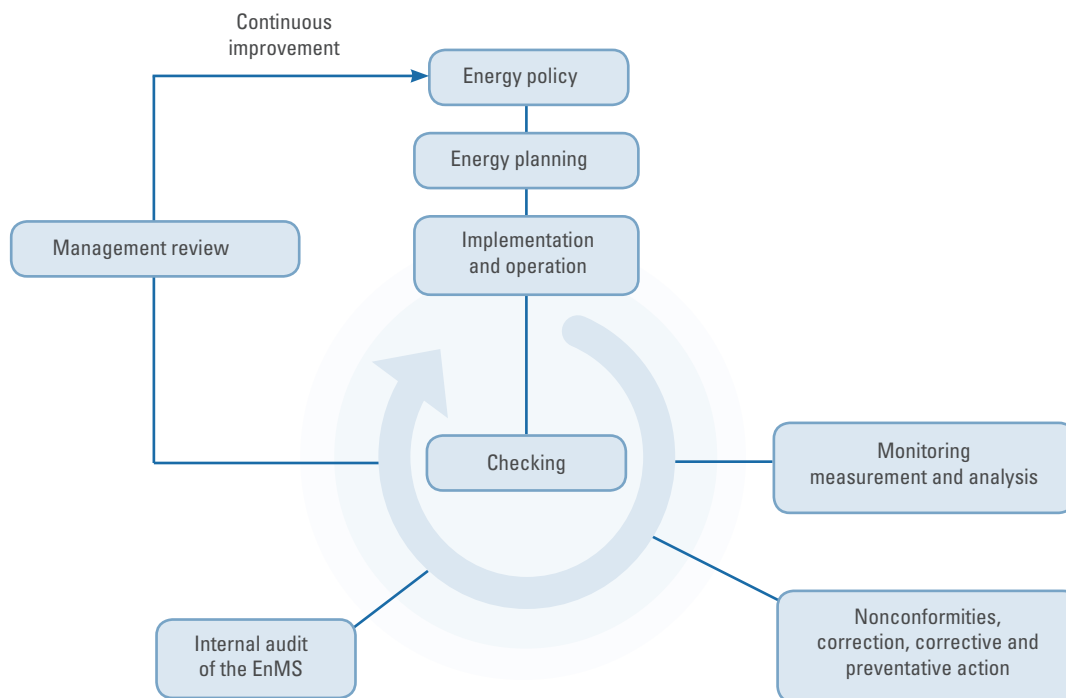 Continuous
improvement
Energy policy
Energy planning
Management review
Implementation
and operation
Checking
Monitoring
measurement and analysis
Internal audit
of the EnMS
Nonconformities,
correction, corrective and
preventative action